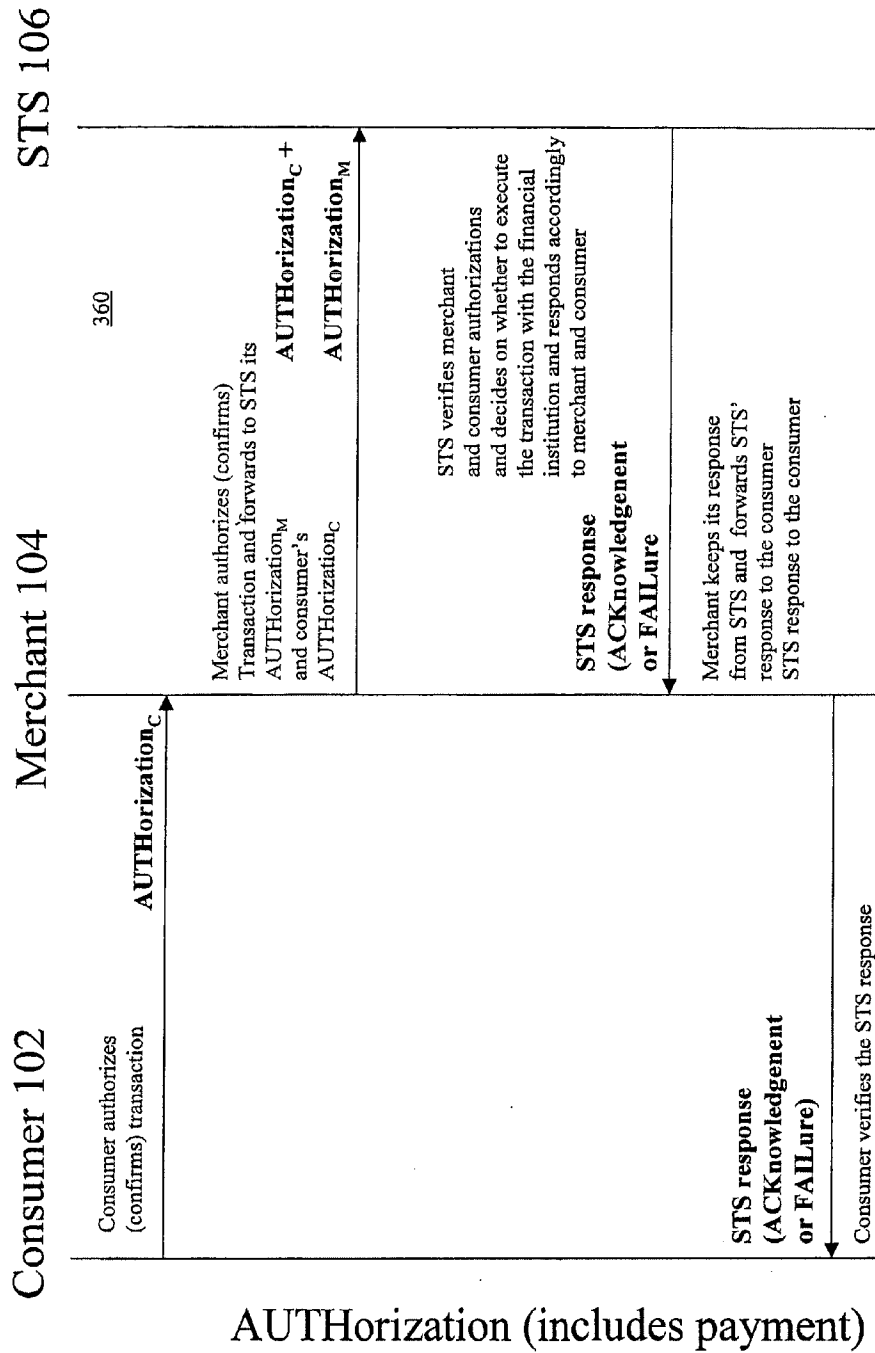 Consumer 102
Merchant 104
STS 106
360
Consumer authorizes
(confirms) transaction
AUTHorization_C
Merchant authorizes (confirms)
Transaction and forwards to STS its
AUTHorization_M
and consumer's
AUTHorization_C
AUTHorization_C +
AUTHorization_M
STS verifies merchant
and consumer authorizations
and decides on whether to execute
the transaction with the financial
institution and responds accordingly
to merchant and consumer
STS response
(ACKnowledgenent
or FAILure
Merchant keeps its response
from STS and forwards STS'
response to the consumer
STS response to the consumer
STS response
(ACKnowledgenent
or FAILure)
Consumer verifies the STS response
AUTHorization (includes payment)